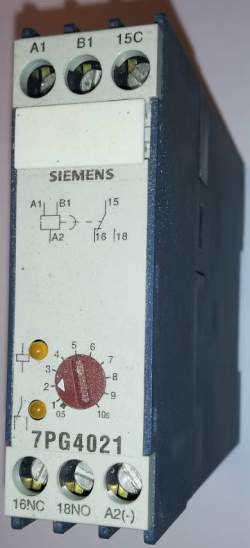 A1 B1 15C
SIEMENS
A1 B1 15
A2 16 18
5 6
4 7
3
2 8
1 9
0.5 10s
7PG4021
16NC 18NO A2(-)